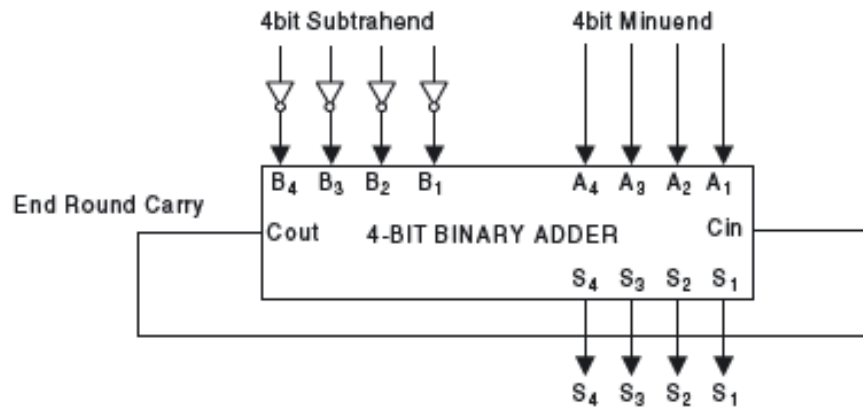 4bit Subtrahend 4bit Minuend
B₄ B₃ B₂ B₁ A₄ A₃ A₂ A₁
End Round Carry
Cout 4-BIT BINARY ADDER Cin
S₄ S₃ S₂ S₁
S₄ S₃ S₂ S₁